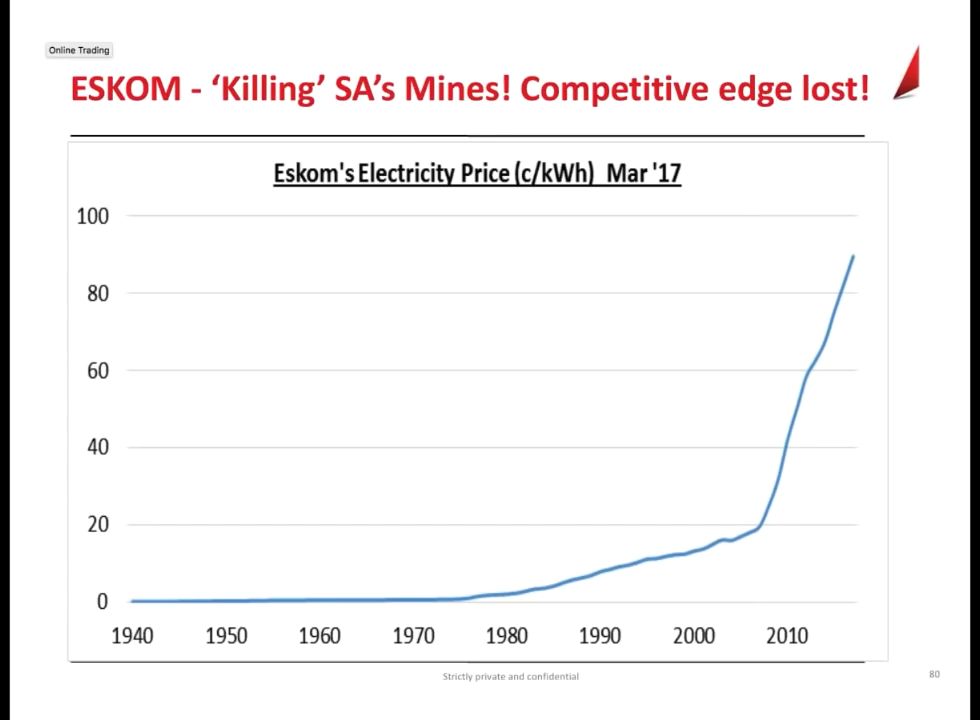 Online Trading
ESKOM - ‘Killing’ SA’s Mines! Competitive edge lost!
Eskom's Electricity Price (c/kWh) Mar '17
100
80
60
40
20
0
1940 1950 1960 1970 1980 1990 2000 2010
Strictly private and confidential
80